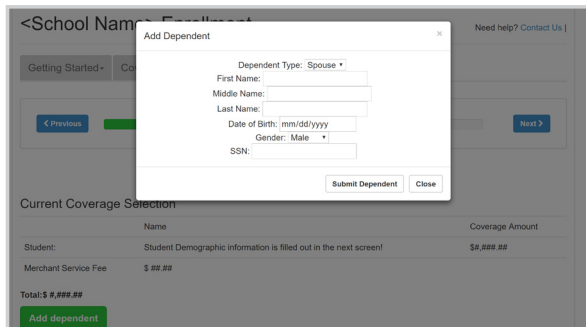 <School Name> Enrollment
Need help? Contact Us |
Add Dependent
×
Getting Started
Dependent Type: Spouse
First Name:
Middle Name:
Last Name:
Date of Birth: mm/dd/yyyy
Gender: Male
SSN:
Previous
Next
Submit Dependent
Close
Current Coverage Selection
Name
Coverage Amount
Student:
Student Demographic information is filled out in the next screen!
$#,###.##
Merchant Service Fee
$ ##.##
Total:$ #,###.##
Add dependent